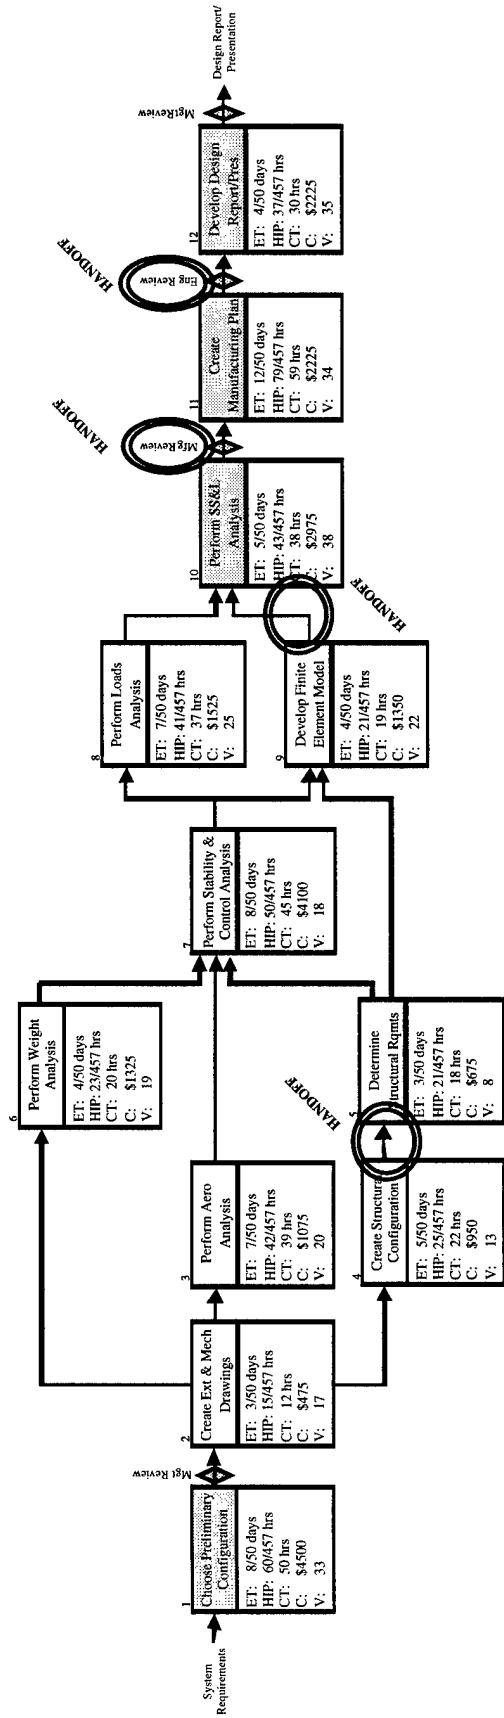 System
Requirements
1
Choose Preliminary
Configuration
ET: 8/50 days
HIP: 60/457 hrs
CT: 50 hrs
C: $4500
V: 33
Mgt Review
2
Create Ext & Mech
Drawings
ET: 3/50 days
HIP: 15/457 hrs
CT: 12 hrs
C: $475
V: 17
3
Perform Aero
Analysis
ET: 7/50 days
HIP: 42/457 hrs
CT: 39 hrs
C: $1075
V: 20
4
Create Structural
Configuration
ET: 5/50 days
HIP: 25/457 hrs
CT: 22 hrs
C: $950
V: 13
HANDOFF
5
Determine
Structural Rqmts
ET: 3/50 days
HIP: 21/457 hrs
CT: 18 hrs
C: $675
V: 8
6
Perform Weight
Analysis
ET: 4/50 days
HIP: 23/457 hrs
CT: 20 hrs
C: $1325
V: 19
7
Perform Stability &
Control Analysis
ET: 8/50 days
HIP: 50/457 hrs
CT: 45 hrs
C: $4100
V: 18
8
Perform Loads
Analysis
ET: 7/50 days
HIP: 41/457 hrs
CT: 37 hrs
C: $1525
V: 25
9
Develop Finite
Element Model
ET: 4/50 days
HIP: 21/457 hrs
CT: 19 hrs
C: $1350
V: 22
HANDOFF
10
Perform SS&L
Analysis
ET: 5/50 days
HIP: 43/457 hrs
CT: 38 hrs
C: $2975
V: 38
HANDOFF
Mfg Review
11
Create
Manufacturing Plan
ET: 12/50 days
HIP: 79/457 hrs
CT: 59 hrs
C: $2225
V: 34
HANDOFF
Eng Review
12
Develop Design
Report/Pres.
ET: 4/50 days
HIP: 37/457 hrs
CT: 30 hrs
C: $2225
V: 35
Mgt Review
Design Report/
Presentation